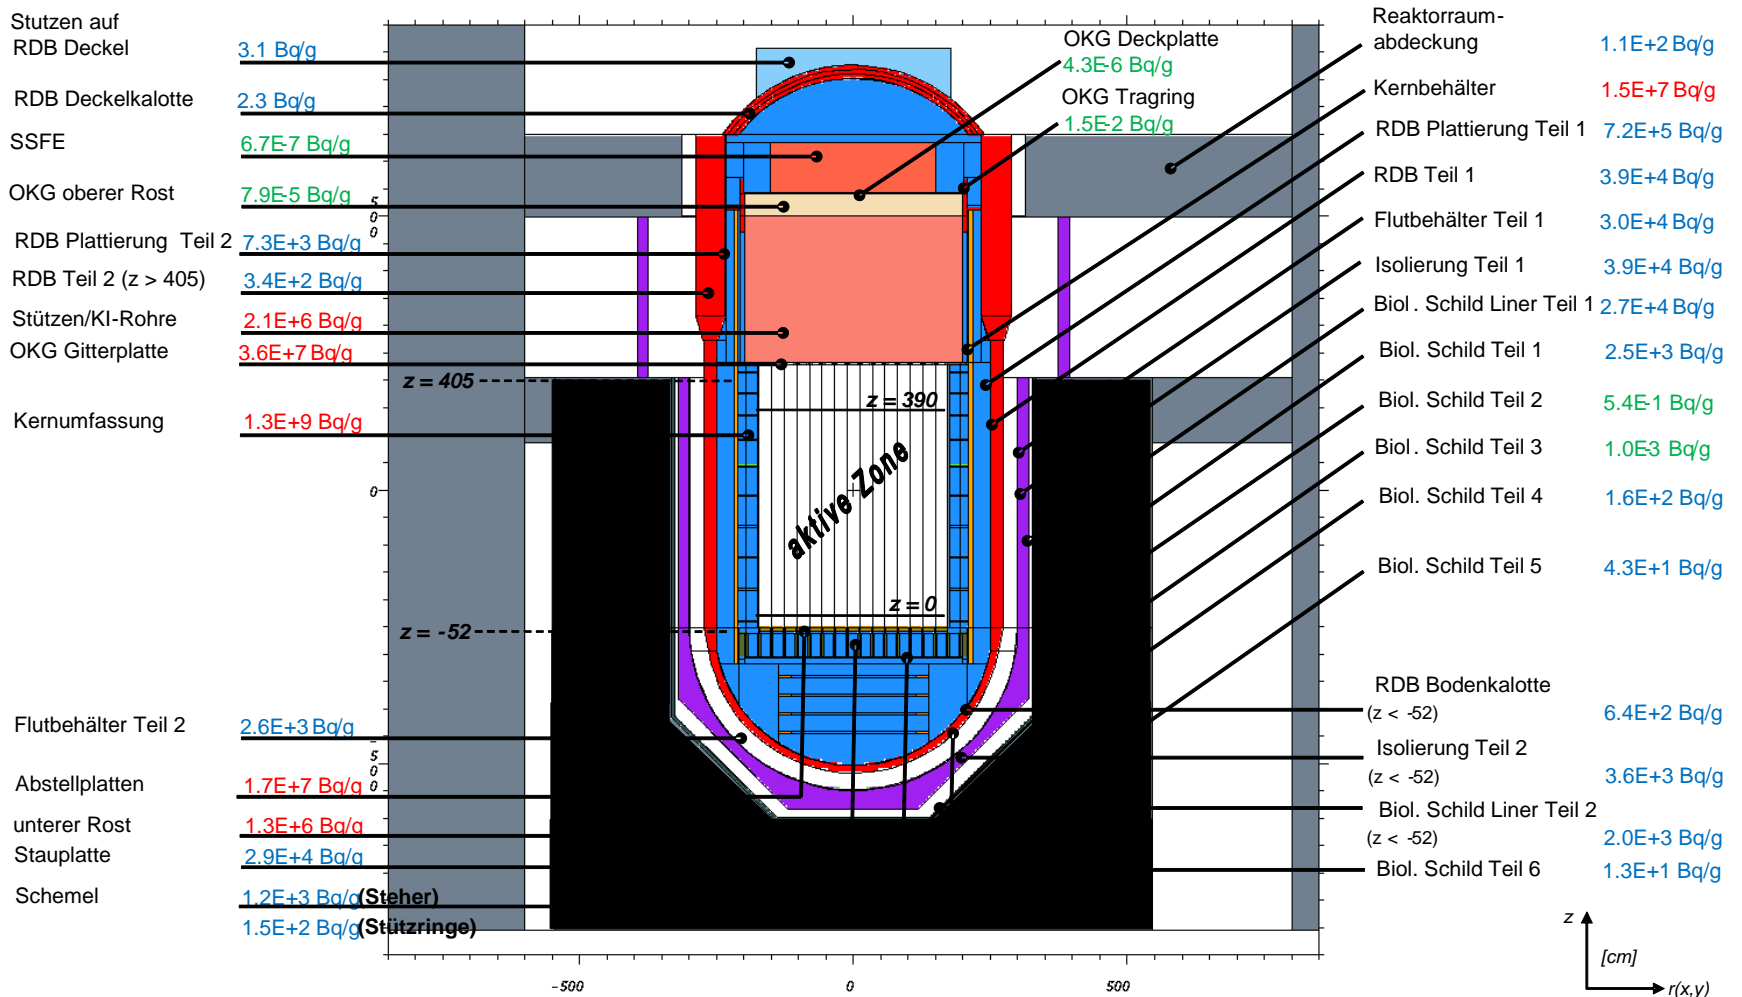 Stutzen auf
RDB Deckel 3.1 Bq/g
RDB Deckelkalotte 2.3 Bq/g
SSFE 6.7E-7 Bq/g
OKG oberer Rost 7.9E-5 Bq/g
RDB Plattierung Teil 2 7.3E+3 Bq/g
RDB Teil 2 (z > 405) 3.4E+2 Bq/g
Stützen/KI-Rohre 2.1E+6 Bq/g
OKG Gitterplatte 3.6E+7 Bq/g
Kernumfassung 1.3E+9 Bq/g
Flutbehälter Teil 2 2.6E+3 Bq/g
Abstellplatten 1.7E+7 Bq/g
unterer Rost 1.3E+6 Bq/g
Stauplatte 2.9E+4 Bq/g
Schemel 1.2E+3 Bq/g (Steher)
1.5E+2 Bq/g (Stützringe)
OKG Deckplatte
4.3E-6 Bq/g
OKG Tragring
1.5E-2 Bq/g
z = 405
z = 390
aktive Zone
z = 0
z = -52
500
0
-500
-500
0
500
Reaktorraum-
abdeckung 1.1E+2 Bq/g
Kernbehälter 1.5E+7 Bq/g
RDB Plattierung Teil 1 7.2E+5 Bq/g
RDB Teil 1 3.9E+4 Bq/g
Flutbehälter Teil 1 3.0E+4 Bq/g
Isolierung Teil 1 3.9E+4 Bq/g
Biol. Schild Liner Teil 1 2.7E+4 Bq/g
Biol. Schild Teil 1 2.5E+3 Bq/g
Biol. Schild Teil 2 5.4E-1 Bq/g
Biol. Schild Teil 3 1.0E-3 Bq/g
Biol. Schild Teil 4 1.6E+2 Bq/g
Biol. Schild Teil 5 4.3E+1 Bq/g
RDB Bodenkalotte
(z < -52) 6.4E+2 Bq/g
Isolierung Teil 2
(z < -52) 3.6E+3 Bq/g
Biol. Schild Liner Teil 2
(z < -52) 2.0E+3 Bq/g
Biol. Schild Teil 6 1.3E+1 Bq/g
z
[cm]
r(x,y)